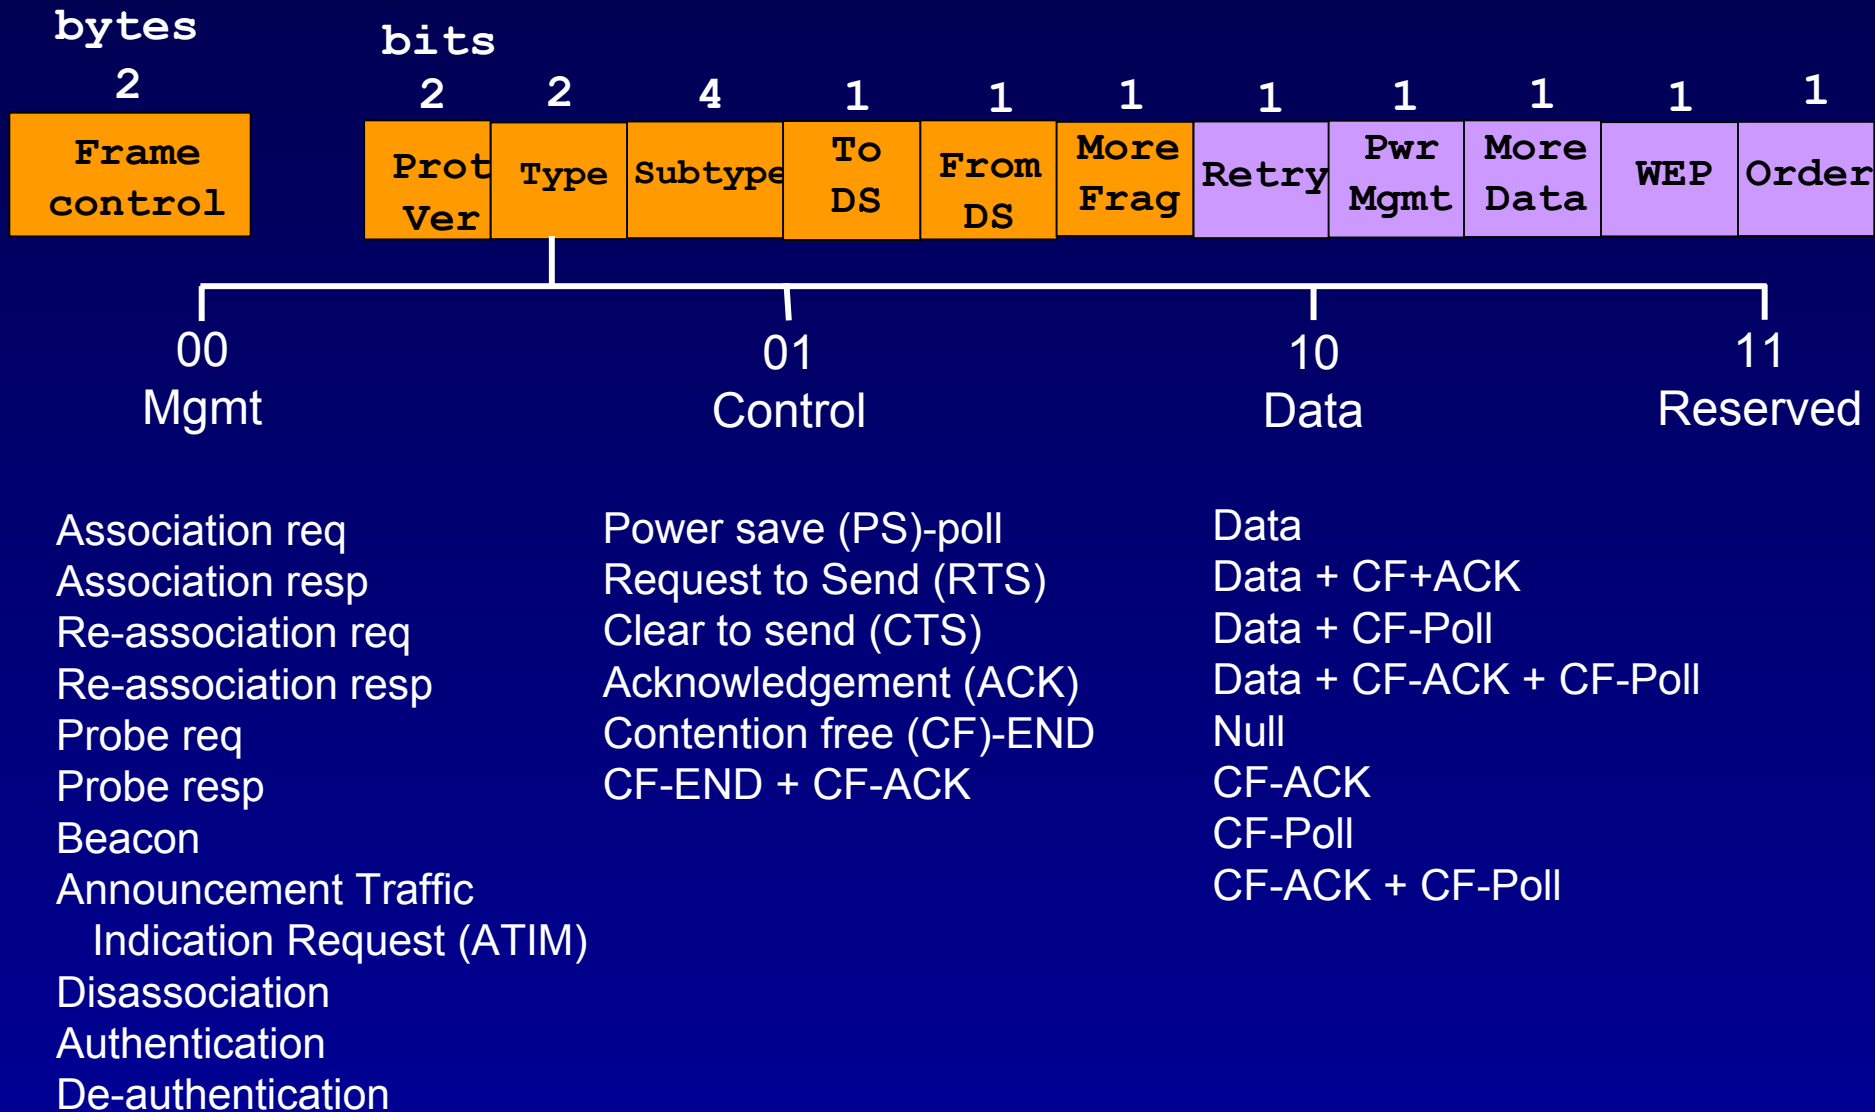 bytes
bits
2
2 2 4 1 1 1 1 1 1 1 1
Frame
control
Prot
Ver
Type
Subtype
To
DS
From
DS
More
Frag
Retry
Pwr
Mgmt
More
Data
WEP
Order
00
Mgmt
01
Control
10
Data
11
Reserved
Association req
Association resp
Re-association req
Re-association resp
Probe req
Probe resp
Beacon
Announcement Traffic
Indication Request (ATIM)
Disassociation
Authentication
De-authentication
Power save (PS)-poll
Request to Send (RTS)
Clear to send (CTS)
Acknowledgement (ACK)
Contention free (CF)-END
CF-END + CF-ACK
Data
Data + CF+ACK
Data + CF-Poll
Data + CF-ACK + CF-Poll
Null
CF-ACK
CF-Poll
CF-ACK + CF-Poll